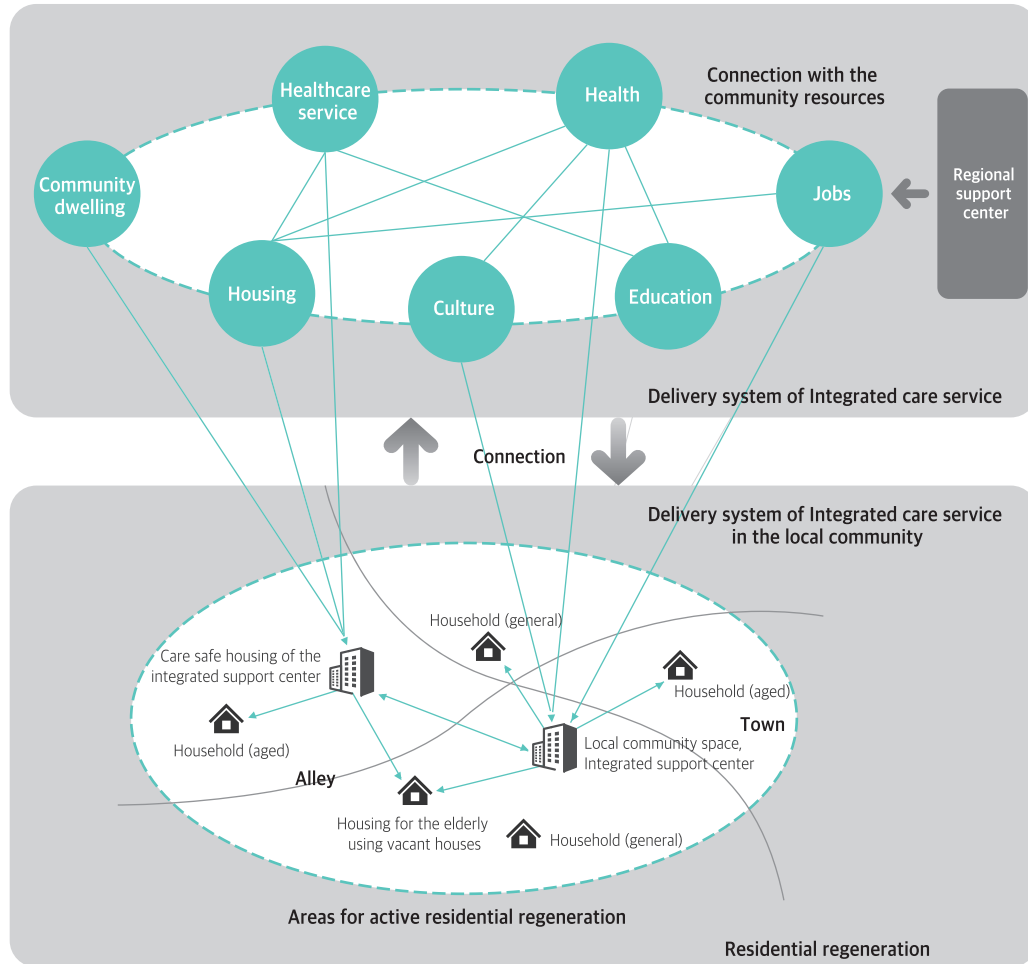 Connection with the
community resources
Healthcare
service
Health
Community
dwelling
Jobs
Regional
support
center
Housing
Culture
Education
Delivery system of Integrated care service
Connection
Delivery system of Integrated care service
in the local community
Household (general)
Care safe housing of the
integrated support center
Household (aged)
Household (aged)
Town
Local community space,
Integrated support center
Alley
Housing for the elderly
using vacant houses
Household (general)
Areas for active residential regeneration
Residential regeneration